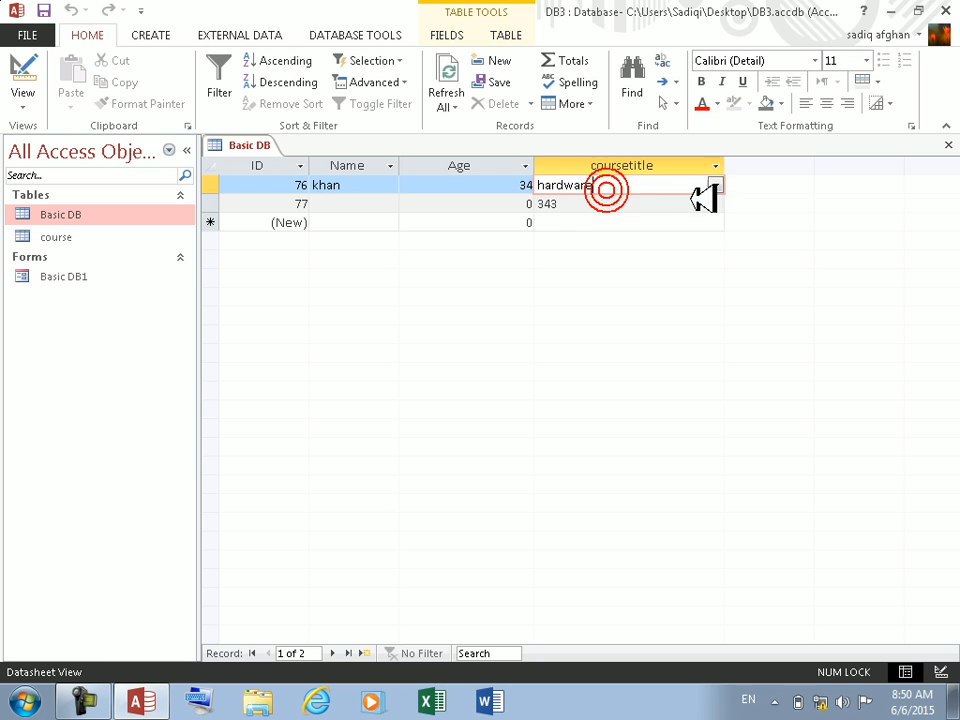 TABLE TOOLS
DB3 : Database- C:\Users\Sadiqi\Desktop\DB3.accdb (Acc...
?
FILE
HOME
CREATE
EXTERNAL DATA
DATABASE TOOLS
FIELDS
TABLE
sadiq afghan
View
Paste
Cut
Copy
Format Painter
Filter
Ascending
Descending
Remove Sort
Selection
Advanced
Toggle Filter
Refresh
All
New
Save
Delete
Totals
Spelling
More
Find
Calibri (Detail)
11
B I U
Views
Clipboard
Sort & Filter
Records
Find
Text Formatting
All Access Obje...
Search..
Tables
Basic DB
course
Forms
Basic DB1
Basic DB
ID Name Age coursetitle
76 khan 34 hardware
77 0 343
(New) 0
Record: 1 of 2 No Filter Search
Datasheet View
NUM LOCK
EN
8:50 AM
6/6/2015